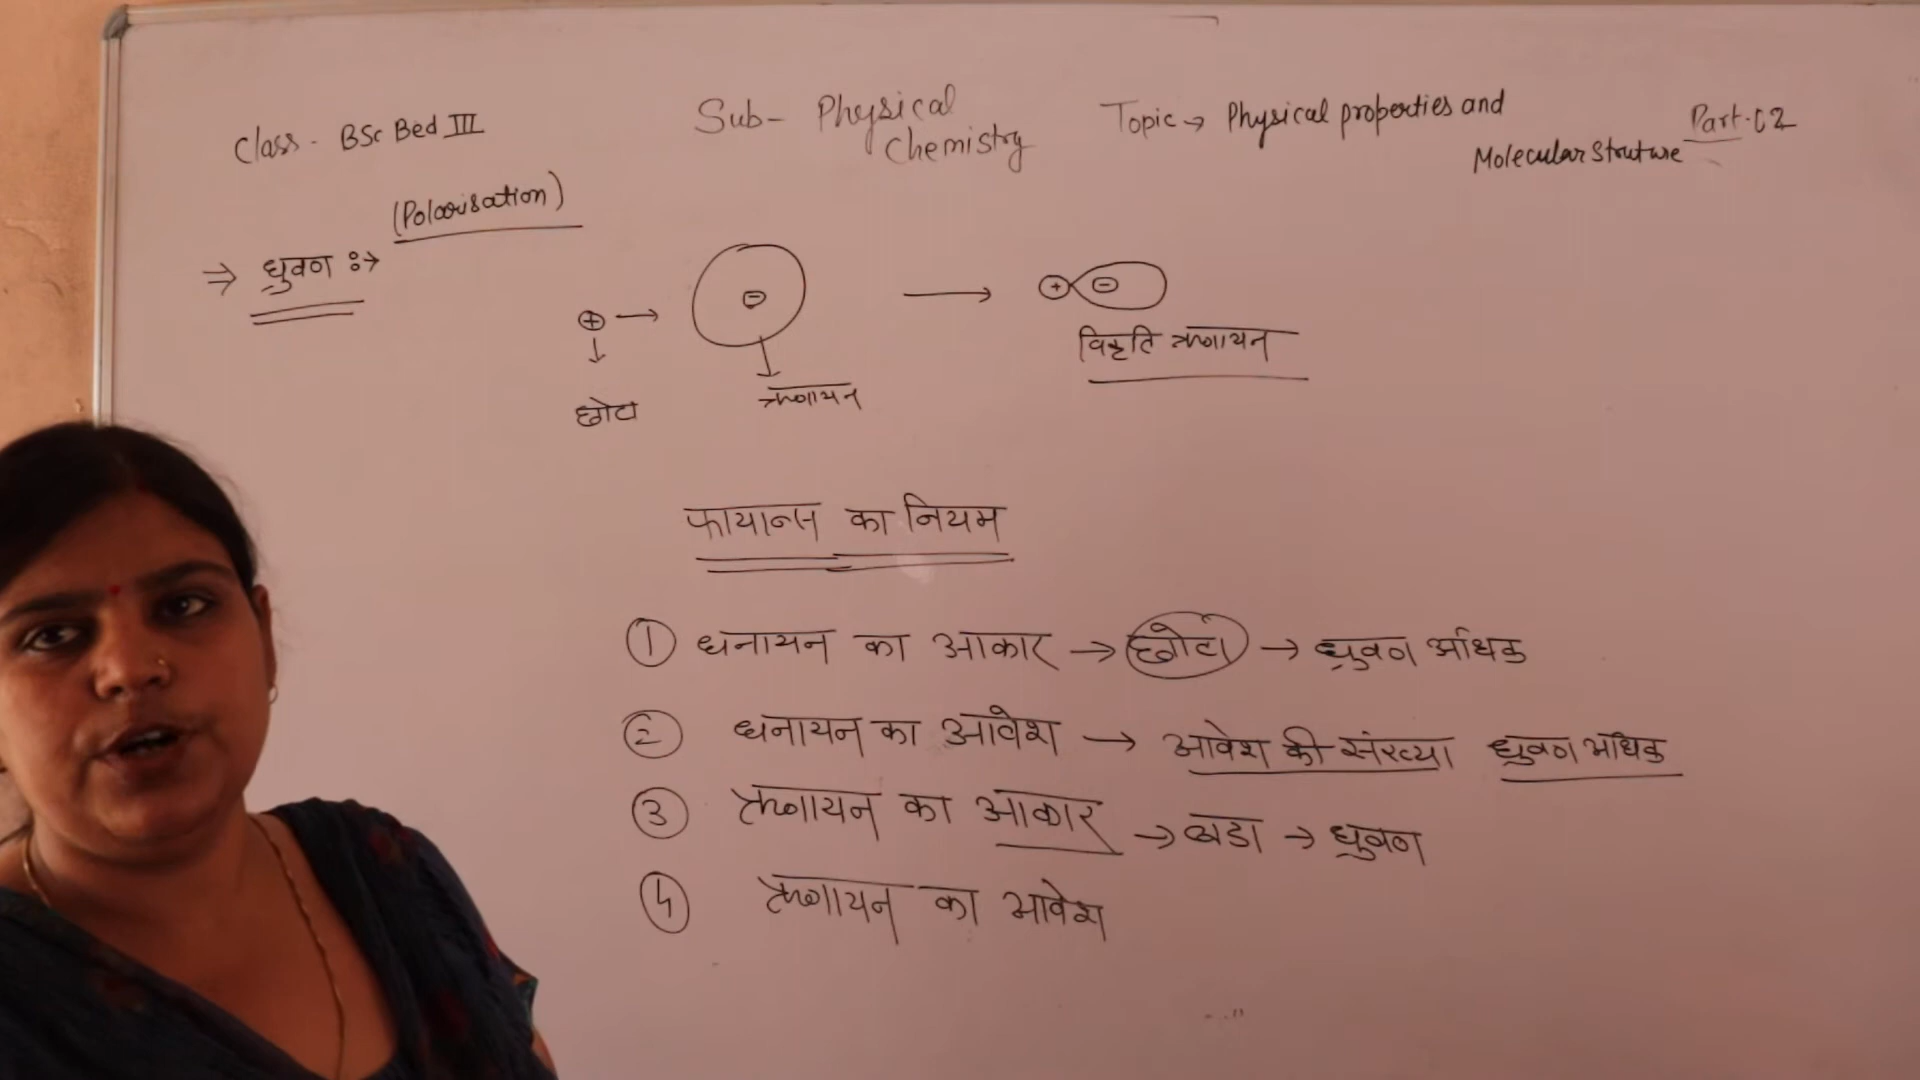 Class - BSc Bed III
Sub- Physical Chemistry
Topic → Physical properties and
Molecular Struture Part-02
(Polarisation)
⇒ ध्रुवण :→
⊕ →
⊖
→
⊕ ⊖
छोटा
ऋणायन
विकृति ऋणायन
फायान्स का नियम
① धनायन का आकार → छोटा → ध्रुवण अधिक
② धनायन का आवेश → आवेश की संख्या ध्रुवण अधिक
③ ऋणायन का आकार → बडा → ध्रुवण
④ ऋणायन का आवेश